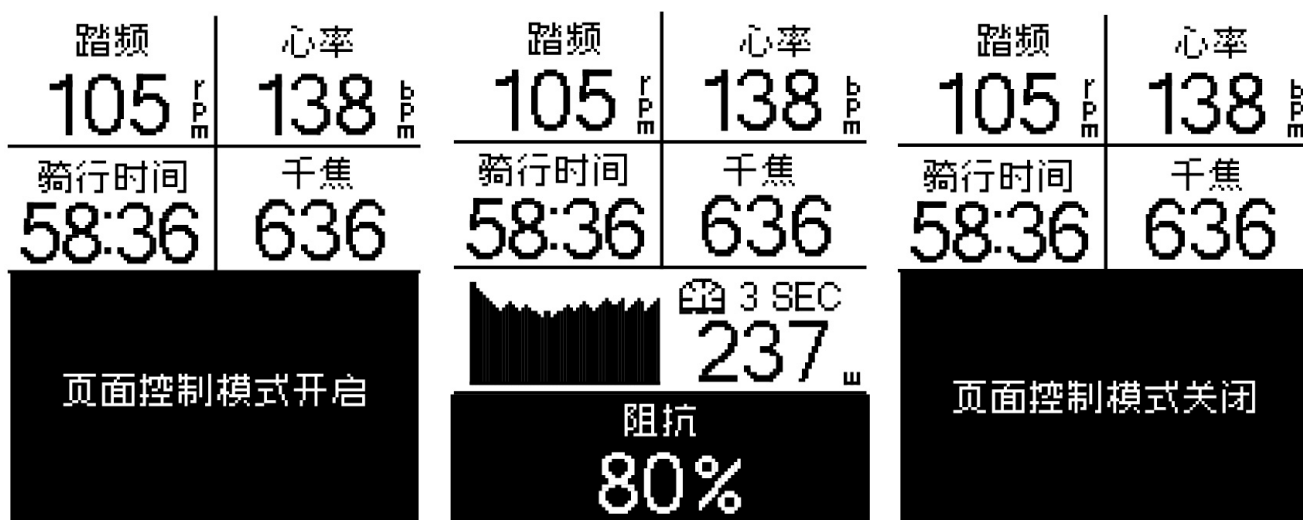 踏频 心率
105 rpm 138 bpm
骑行时间 千焦
58:36 636
页面控制模式开启
踏频 心率
105 rpm 138 bpm
骑行时间 千焦
58:36 636
3 SEC
237 w
阻抗
80%
踏频 心率
105 rpm 138 bpm
骑行时间 千焦
58:36 636
页面控制模式关闭